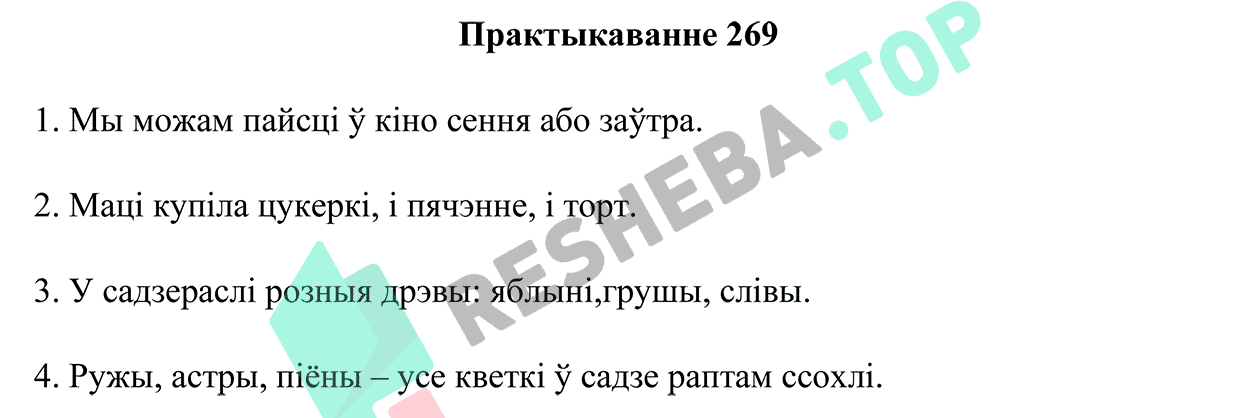 Практыкаванне 269
1. Мы можам пайсці ў кіно сення або заўтра.
2. Маці купіла цукеркі, і пячэнне, і торт.
3. У садзераслі розныя дрэвы: яблыні,грушы, слівы.
4. Ружы, астры, піёны – усе кветкі ў садзе раптам ссохлі.
RESHEBA.TOP